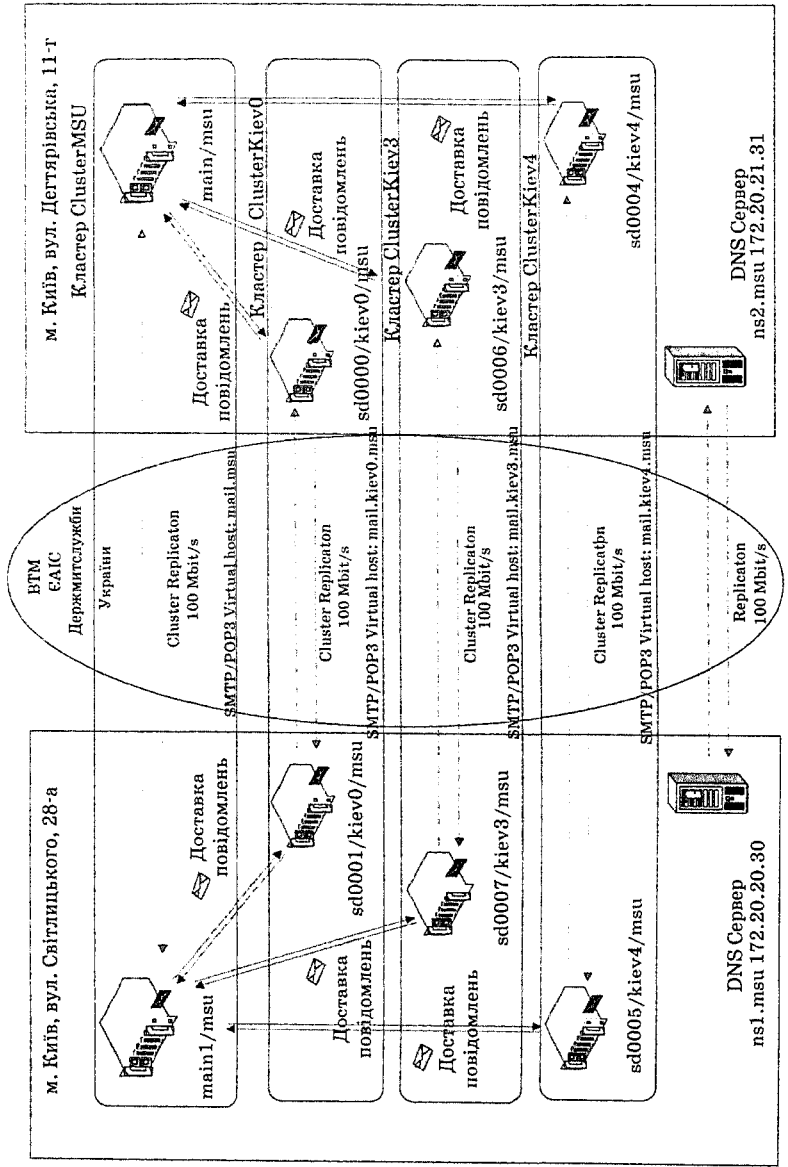 м. Київ, вул. Світлицького, 28-а
main1/msu
Доставка
повідомлень
sd0001/kiev0/msu
Доставка
повідомлень
sd0007/kiev3/msu
Доставка
повідомлень
sd0005/kiev4/msu
DNS Сервер
ns1.msu 172.20.20.30
ВТМ
ЄАІС
Держмитслужби
України
Cluster Replicaton
100 Mbit/s
SMTP/POP3 Virtual host: mail.msu
Cluster Replicaton
100 Mbit/s
SMTP/POP3 Virtual host: mail.kiev0.msu
Cluster Replicaton
100 Mbit/s
SMTP/POP3 Virtual host: mail.kiev3.msu
Cluster Replicaton
100 Mbit/s
SMTP/POP3 Virtual host: mail.kiev4.msu
Replicaton
100 Mbit/s
м. Київ, вул. Дегтярівська, 11-г
Кластер ClusterMSU
main/msu
Доставка
повідомлень
Кластер ClusterKiev0
Доставка
повідомлень
sd0000/kiev0/msu
Кластер ClusterKiev3
Доставка
повідомлень
sd0006/kiev3/msu
Кластер ClusterKiev4
sd0004/kiev4/msu
DNS Сервер
ns2.msu 172.20.21.31